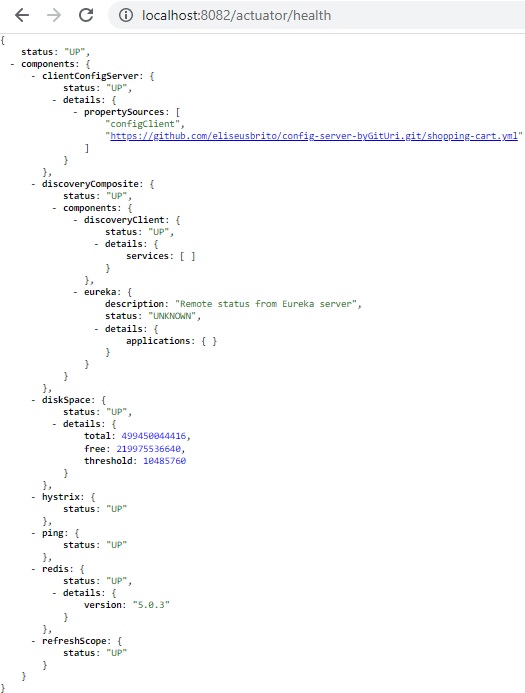 localhost:8082/actuator/health
{
status: "UP",
- components: {
- clientConfigServer: {
status: "UP",
- details: {
- propertySources: [
"configClient",
"https://github.com/eliseusbrito/config-server-byGitUri.git/shopping-cart.yml"
]
}
},
- discoveryComposite: {
status: "UP",
- components: {
- discoveryClient: {
status: "UP",
- details: {
services: [ ]
}
},
- eureka: {
description: "Remote status from Eureka server",
status: "UNKNOWN",
- details: {
applications: { }
}
}
}
},
- diskSpace: {
status: "UP",
- details: {
total: 499450044416,
free: 219975536640,
threshold: 10485760
}
},
- hystrix: {
status: "UP"
},
- ping: {
status: "UP"
},
- redis: {
status: "UP",
- details: {
version: "5.0.3"
}
},
- refreshScope: {
status: "UP"
}
}
}